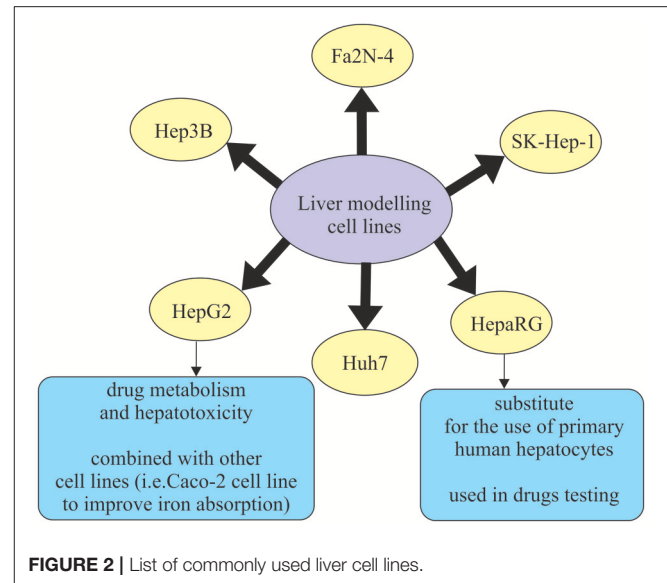 Fa2N-4
Hep3B
SK-Hep-1
Liver modelling
cell lines
HepG2
HepaRG
Huh7
drug metabolism
and hepatotoxicity
combined with other
cell lines (i.e.Caco-2 cell line
to improve iron absorption)
substitute
for the use of primary
human hepatocytes
used in drugs testing
FIGURE 2 | List of commonly used liver cell lines.